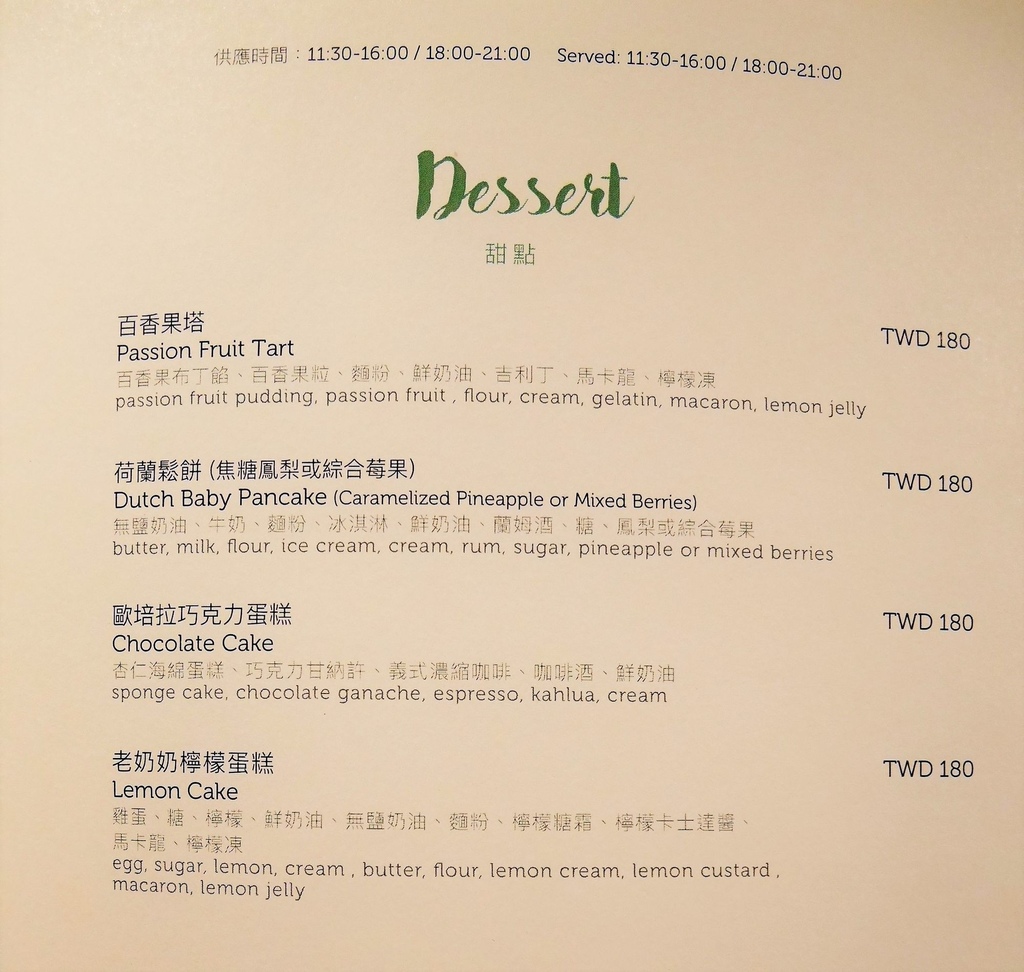 供應時間：11:30-16:00 / 18:00-21:00 Served: 11:30-16:00 / 18:00-21:00
Dessert
甜點
百香果塔
Passion Fruit Tart TWD 180
百香果布丁餡、百香果粒、麵粉、鮮奶油、吉利丁、馬卡龍、檸檬凍
passion fruit pudding, passion fruit , flour, cream, gelatin, macaron, lemon jelly
荷蘭鬆餅 (焦糖鳳梨或綜合莓果)
Dutch Baby Pancake (Caramelized Pineapple or Mixed Berries) TWD 180
無鹽奶油、牛奶、麵粉、冰淇淋、鮮奶油、蘭姆酒、糖、鳳梨或綜合莓果
butter, milk, flour, ice cream, cream, rum, sugar, pineapple or mixed berries
歐培拉巧克力蛋糕
Chocolate Cake TWD 180
杏仁海綿蛋糕、巧克力甘納許、義式濃縮咖啡、咖啡酒、鮮奶油
sponge cake, chocolate ganache, espresso, kahlua, cream
老奶奶檸檬蛋糕
Lemon Cake TWD 180
雞蛋、糖、檸檬、鮮奶油、無鹽奶油、麵粉、檸檬糖霜、檸檬卡士達醬、
馬卡龍、檸檬凍
egg, sugar, lemon, cream , butter, flour, lemon cream, lemon custard ,
macaron, lemon jelly